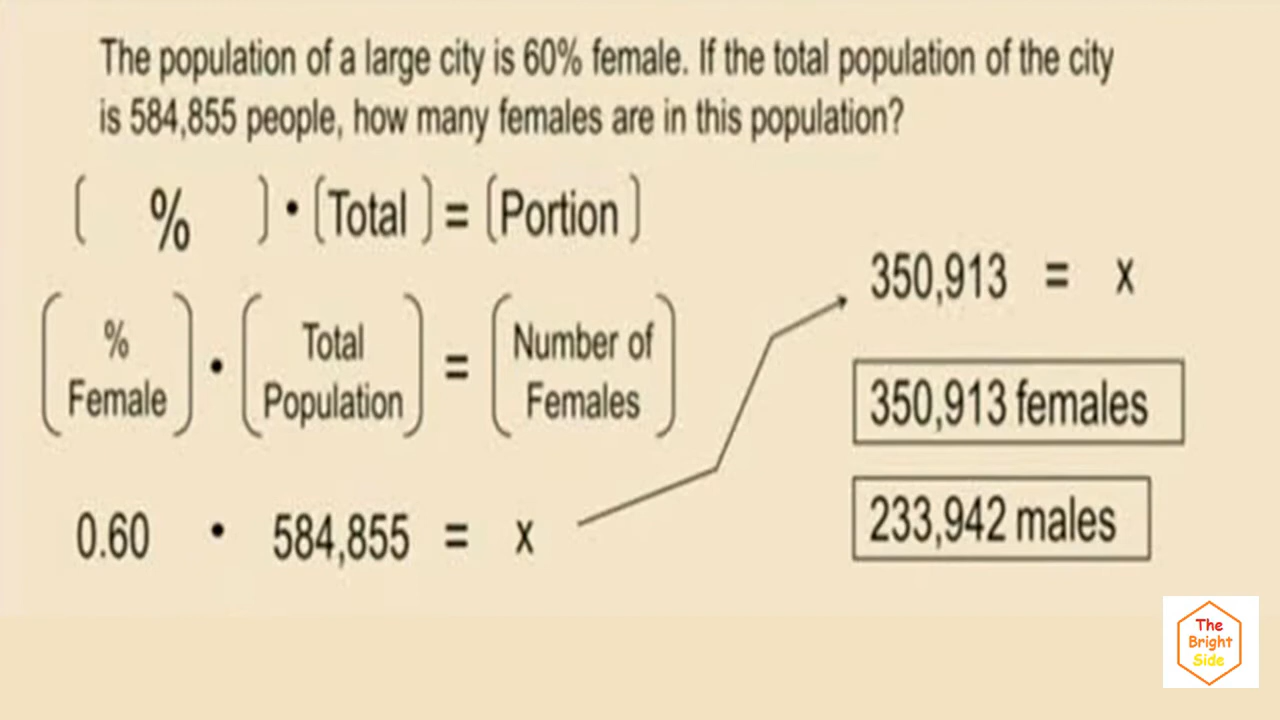 The population of a large city is 60% female. If the total population of the city
is 584,855 people, how many females are in this population?
( % ) • (Total) = (Portion)
(% Female) • (Total Population) = (Number of Females)
0.60 • 584,855 = x
350,913 = x
350,913 females
233,942 males
The
Bright
Side